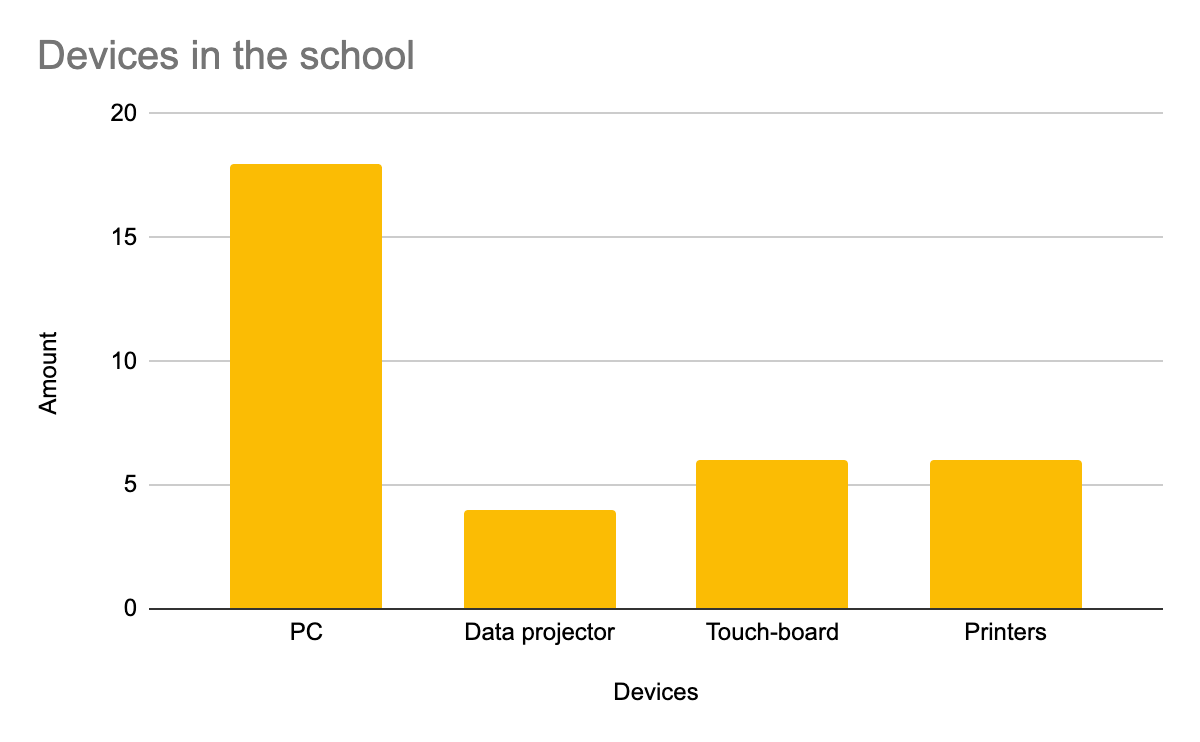 Devices in the school
20
15
10
5
0
Amount
PC
Data projector
Touch-board
Printers
Devices